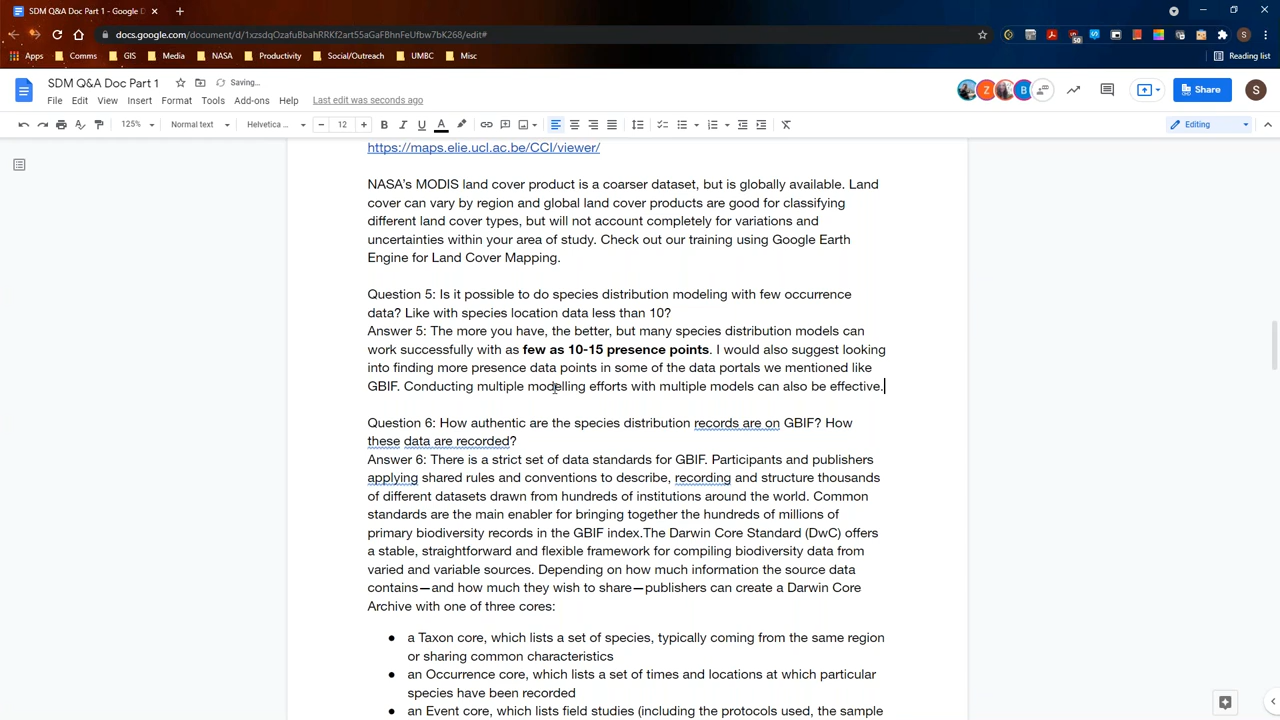 SDM Q&A Doc Part 1 - Google D
docs.google.com/document/d/1xzsdqOzafuBbahRRKf2art55aGaFBhnFeUfbw7bK268/edit#
Apps Comms GIS Media NASA Productivity Social/Outreach UMBC Misc Reading list
SDM Q&A Doc Part 1 Saving...
File Edit View Insert Format Tools Add-ons Help Last edit was seconds ago
Z B Share S
125% Normal text Helvetica ... 12 B I U A Editing
https://maps.elie.ucl.ac.be/CCI/viewer/
NASA's MODIS land cover product is a coarser dataset, but is globally available. Land
cover can vary by region and global land cover products are good for classifying
different land cover types, but will not account completely for variations and
uncertainties within your area of study. Check out our training using Google Earth
Engine for Land Cover Mapping.
Question 5: Is it possible to do species distribution modeling with few occurrence
data? Like with species location data less than 10?
Answer 5: The more you have, the better, but many species distribution models can
work successfully with as few as 10-15 presence points. I would also suggest looking
into finding more presence data points in some of the data portals we mentioned like
GBIF. Conducting multiple modelling efforts with multiple models can also be effective.
Question 6: How authentic are the species distribution records are on GBIF? How
these data are recorded?
Answer 6: There is a strict set of data standards for GBIF. Participants and publishers
applying shared rules and conventions to describe, recording and structure thousands
of different datasets drawn from hundreds of institutions around the world. Common
standards are the main enabler for bringing together the hundreds of millions of
primary biodiversity records in the GBIF index.The Darwin Core Standard (DwC) offers
a stable, straightforward and flexible framework for compiling biodiversity data from
varied and variable sources. Depending on how much information the source data
contains—and how much they wish to share—publishers can create a Darwin Core
Archive with one of three cores:
● a Taxon core, which lists a set of species, typically coming from the same region
or sharing common characteristics
● an Occurrence core, which lists a set of times and locations at which particular
species have been recorded
● an Event core, which lists field studies (including the protocols used, the sample